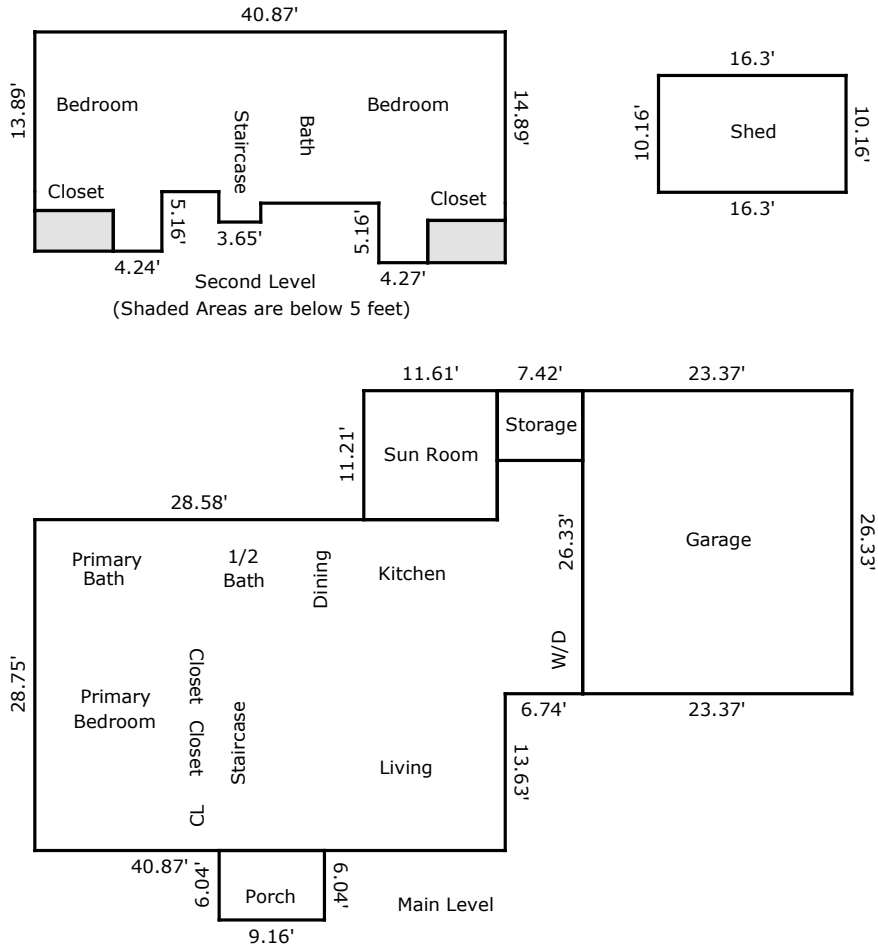 40.87'
13.89'
Bedroom
Staircase
Bath
Bedroom
14.89'
Closet
5.16'
3.65'
5.16'
Closet
4.24'
4.27'
Second Level
(Shaded Areas are below 5 feet)
16.3'
10.16'
Shed
10.16'
16.3'
11.61'
7.42'
23.37'
11.21'
Sun Room
Storage
28.58'
26.33'
Garage
26.33'
Primary
Bath
1/2
Bath
Dining
Kitchen
28.75'
Primary
Bedroom
Closet
Closet
CL
Staircase
W/D
Living
6.74'
23.37'
13.63'
40.87'
6.04'
Porch
6.04'
9.16'
Main Level